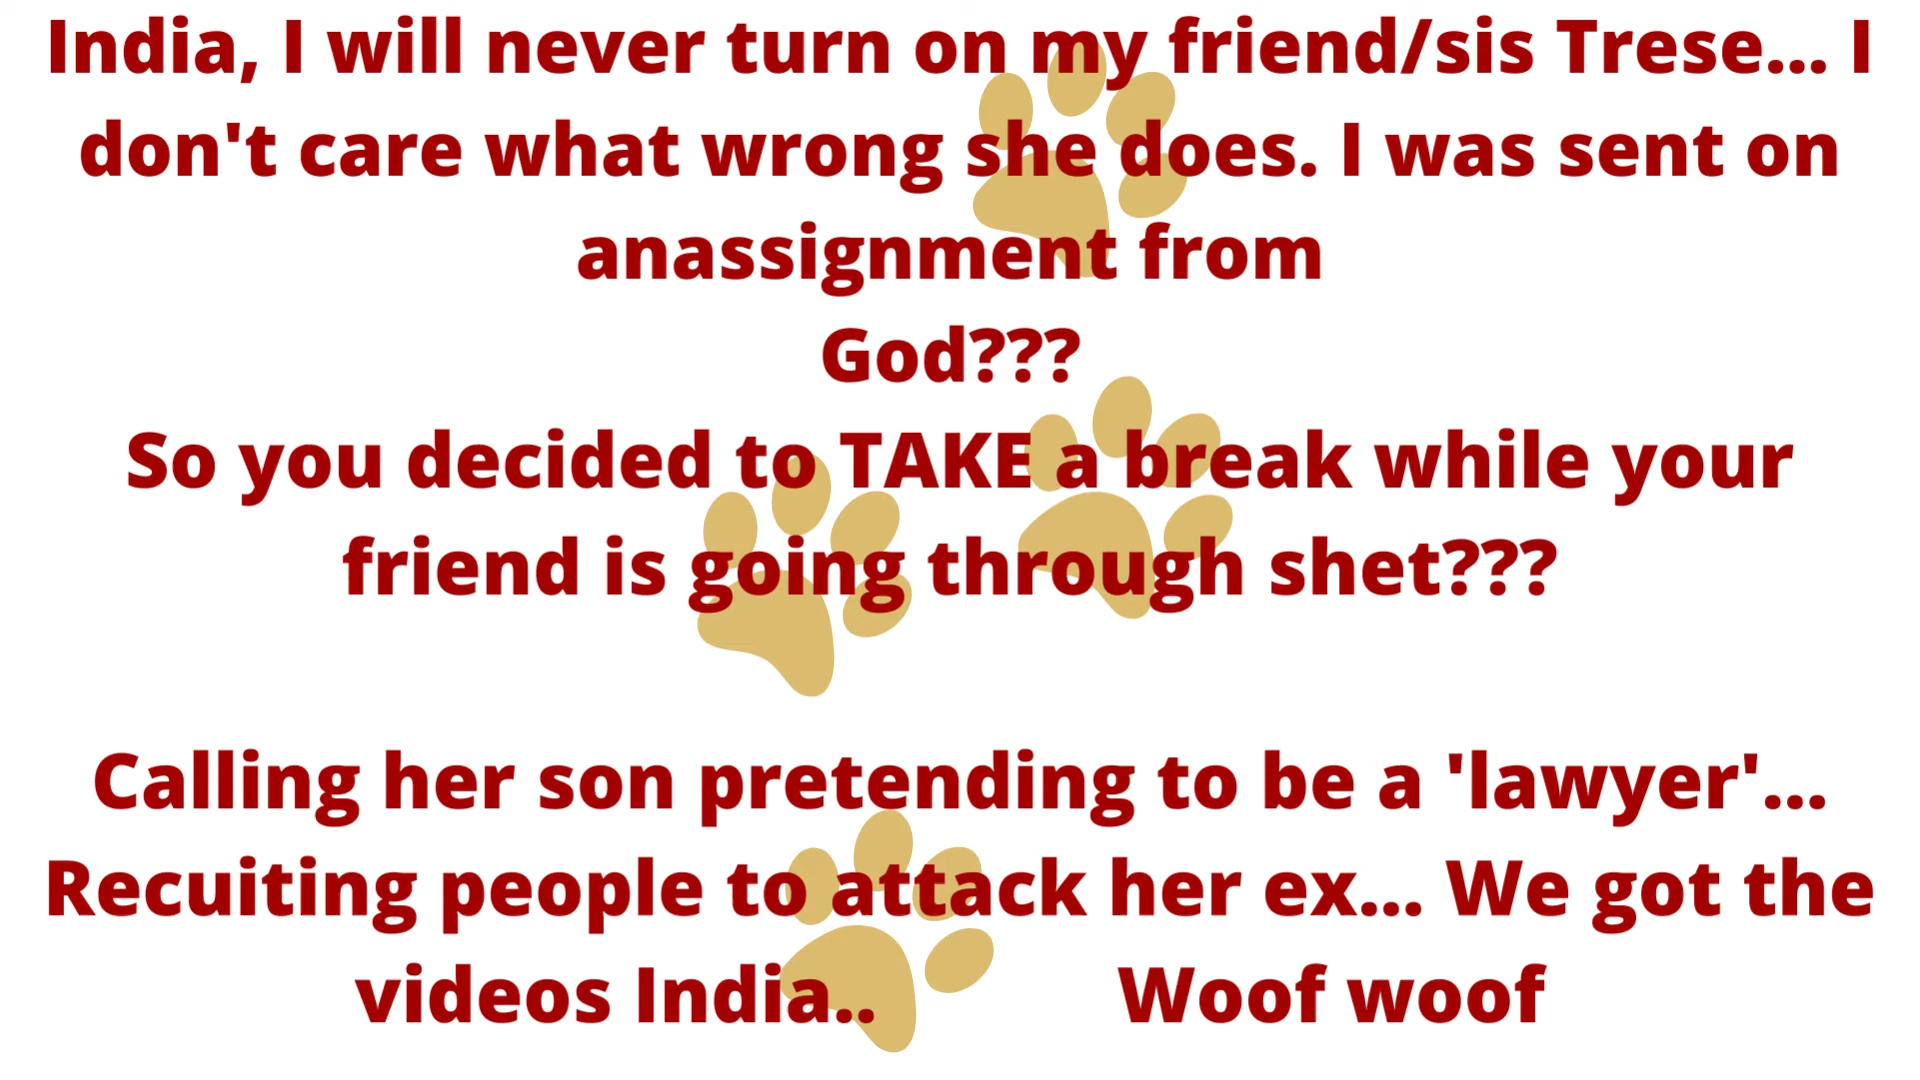 India, I will never turn on my friend/sis Trese... I
don't care what wrong she does. I was sent on
anassignment from
God???
So you decided to TAKE a break while your
friend is going through shet???
Calling her son pretending to be a 'lawyer'...
Recuiting people to attack her ex... We got the
videos India.. Woof woof